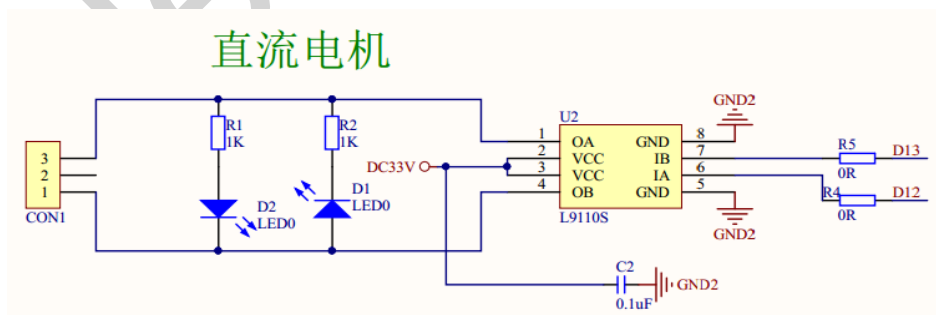 直流电机
GND2
U2
R1
1K
R2
1K
1
OA
GND
8
2
VCC
IB
7
3
VCC
IA
6
4
OB
GND
5
L9110S
DC33V
R5
D13
0R
R4
D12
0R
3
2
1
CON1
D2
LED0
D1
LED0
GND2
C2
0.1uF
GND2